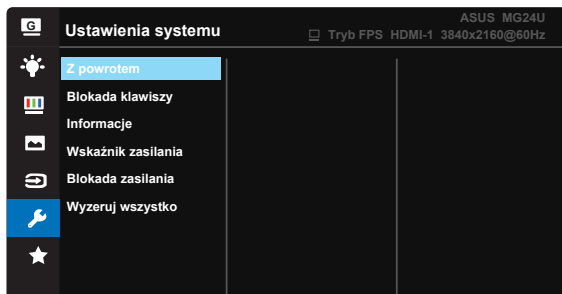 G
ASUS MG24U
Ustawienia systemu
Tryb FPS HDMI-1 3840x2160@60Hz
Z powrotem
Blokada klawiszy
Informacje
Wskaźnik zasilania
Blokada zasilania
Wyzeruj wszystko